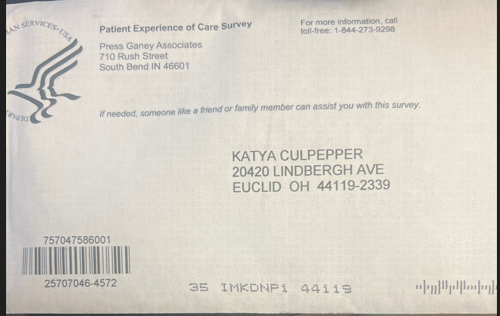 AN SERVICES•USA
DEPA
Patient Experience of Care Survey
Press Ganey Associates
710 Rush Street
South Bend IN 46601
For more information, call
toll-free: 1-844-273-9298
If needed, someone like a friend or family member can assist you with this survey.
KATYA CULPEPPER
20420 LINDBERGH AVE
EUCLID OH 44119-2339
757047586001
25707046-4572
35 IMKDNP1 44119